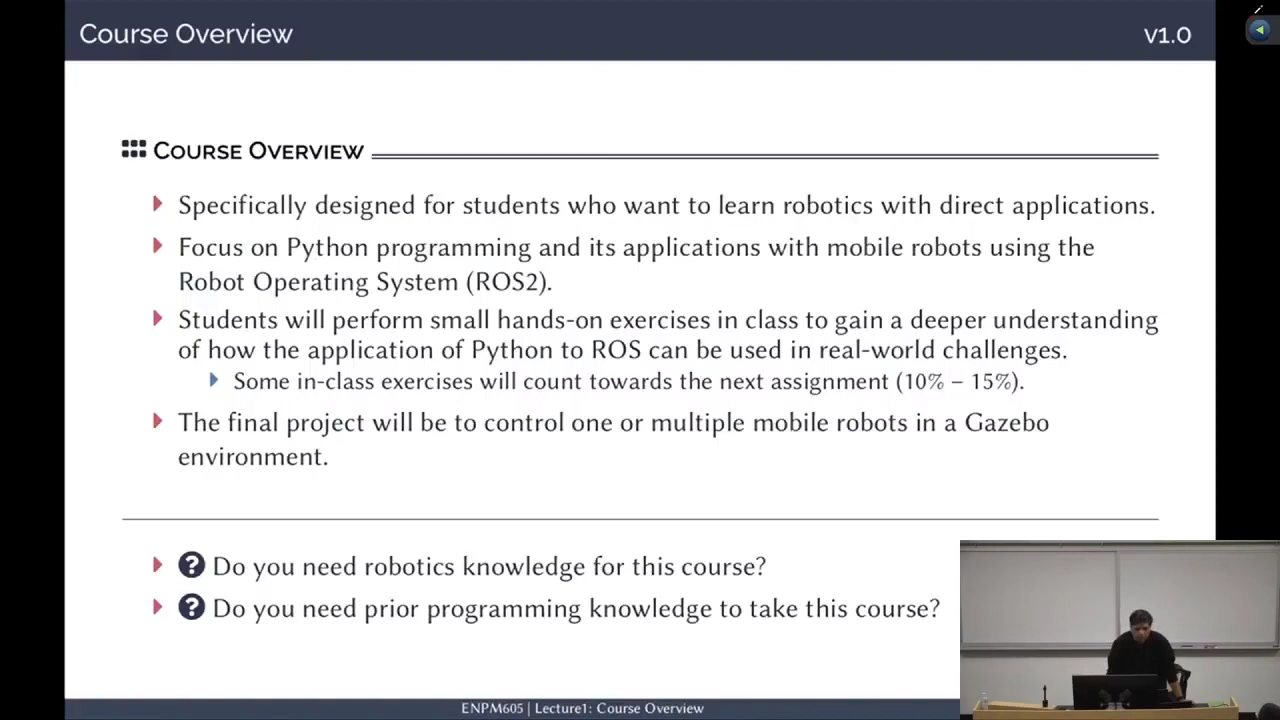 Course Overview
v1.0
COURSE OVERVIEW
Specifically designed for students who want to learn robotics with direct applications.
Focus on Python programming and its applications with mobile robots using the
Robot Operating System (ROS2).
Students will perform small hands-on exercises in class to gain a deeper understanding
of how the application of Python to ROS can be used in real-world challenges.
Some in-class exercises will count towards the next assignment (10% – 15%).
The final project will be to control one or multiple mobile robots in a Gazebo
environment.
? Do you need robotics knowledge for this course?
? Do you need prior programming knowledge to take this course?
ENPM605 | Lecture1: Course Overview